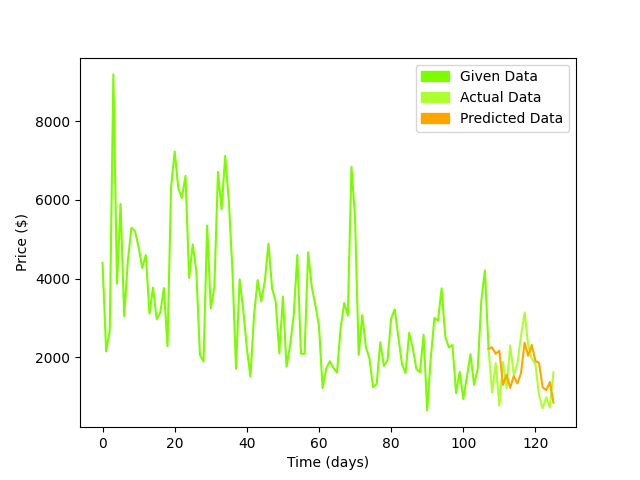 Given Data
Actual Data
Predicted Data
8000
6000
4000
2000
Price ($)
0 20 40 60 80 100 120
Time (days)